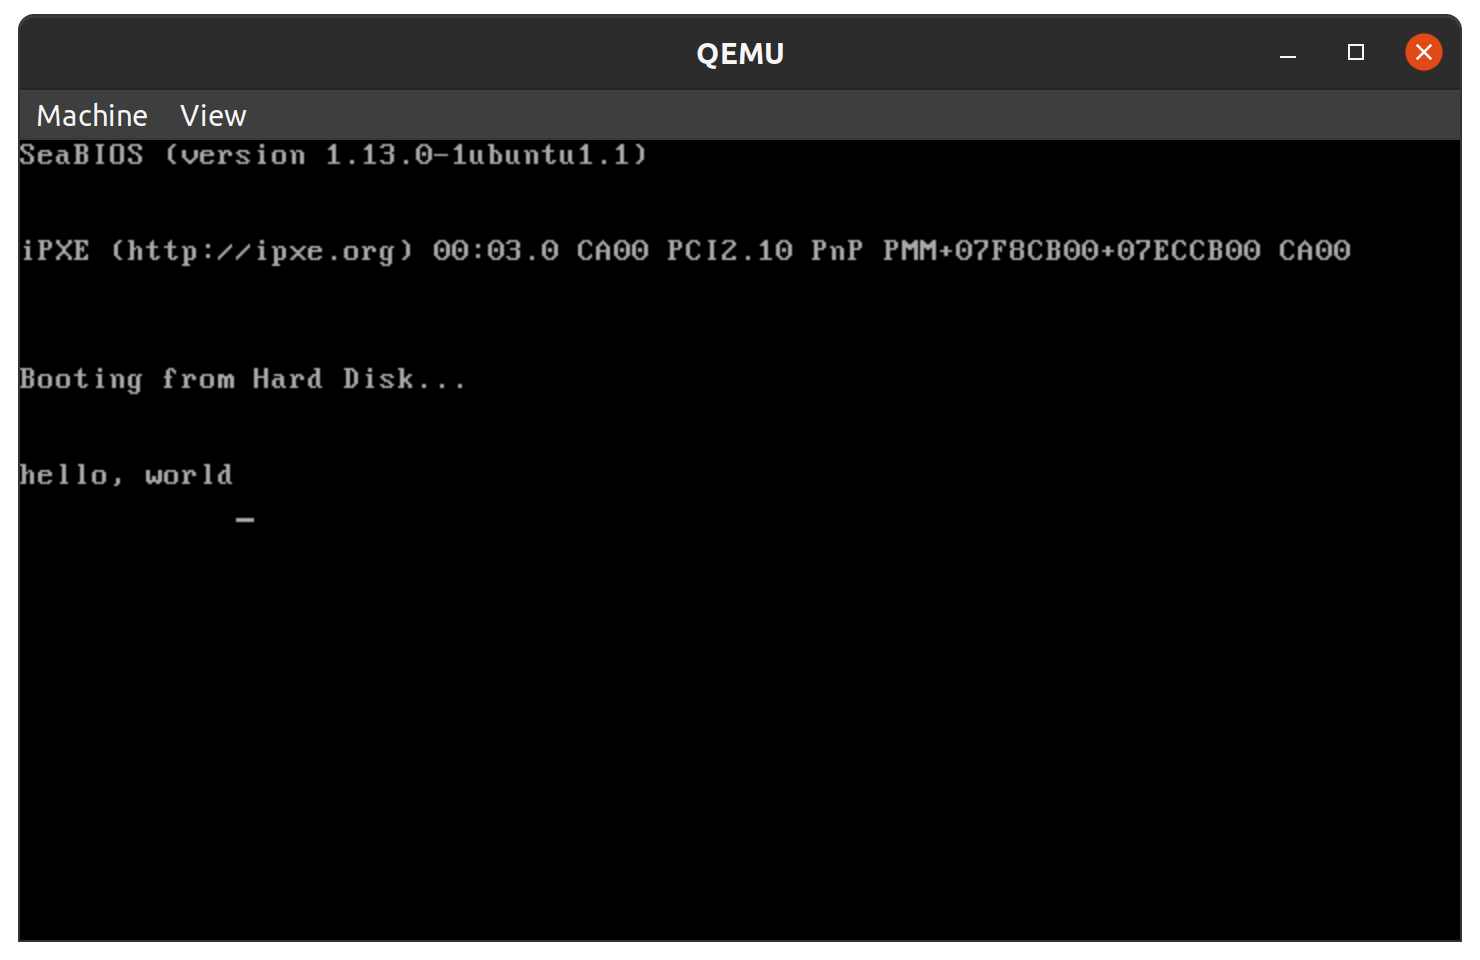 QEMU
Machine View
SeaBIOS (version 1.13.0-1ubuntu1.1)
iPXE (http://ipxe.org) 00:03.0 CA00 PCI2.10 PnP PMM+07F8CB00+07ECCB00 CA00
Booting from Hard Disk...
hello, world
_